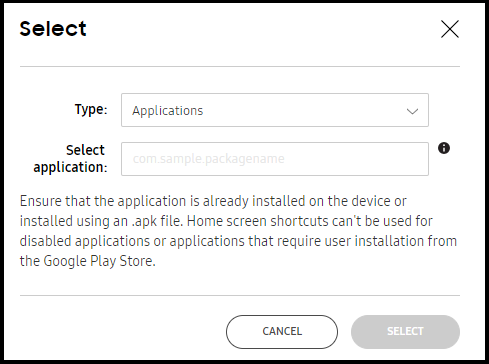 Select
Type:
Applications
Select
application:
com.sample.packagename
Ensure that the application is already installed on the device or
installed using an .apk file. Home screen shortcuts can't be used for
disabled applications or applications that require user installation from
the Google Play Store.
CANCEL
SELECT